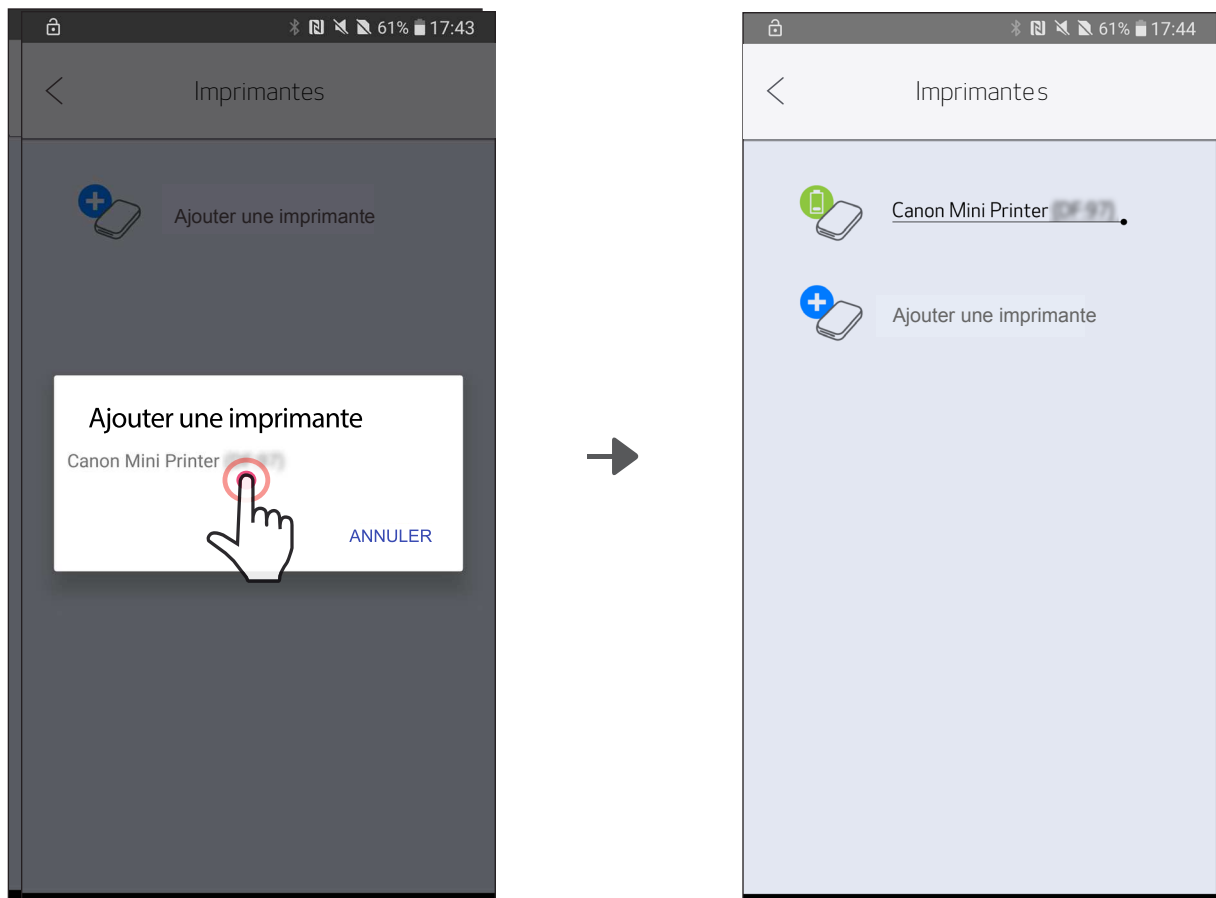 61% 17:43
Imprimantes
Ajouter une imprimante
Ajouter une imprimante
Canon Mini Printer
ANNULER
61% 17:44
Imprimantes
Canon Mini Printer
Ajouter une imprimante